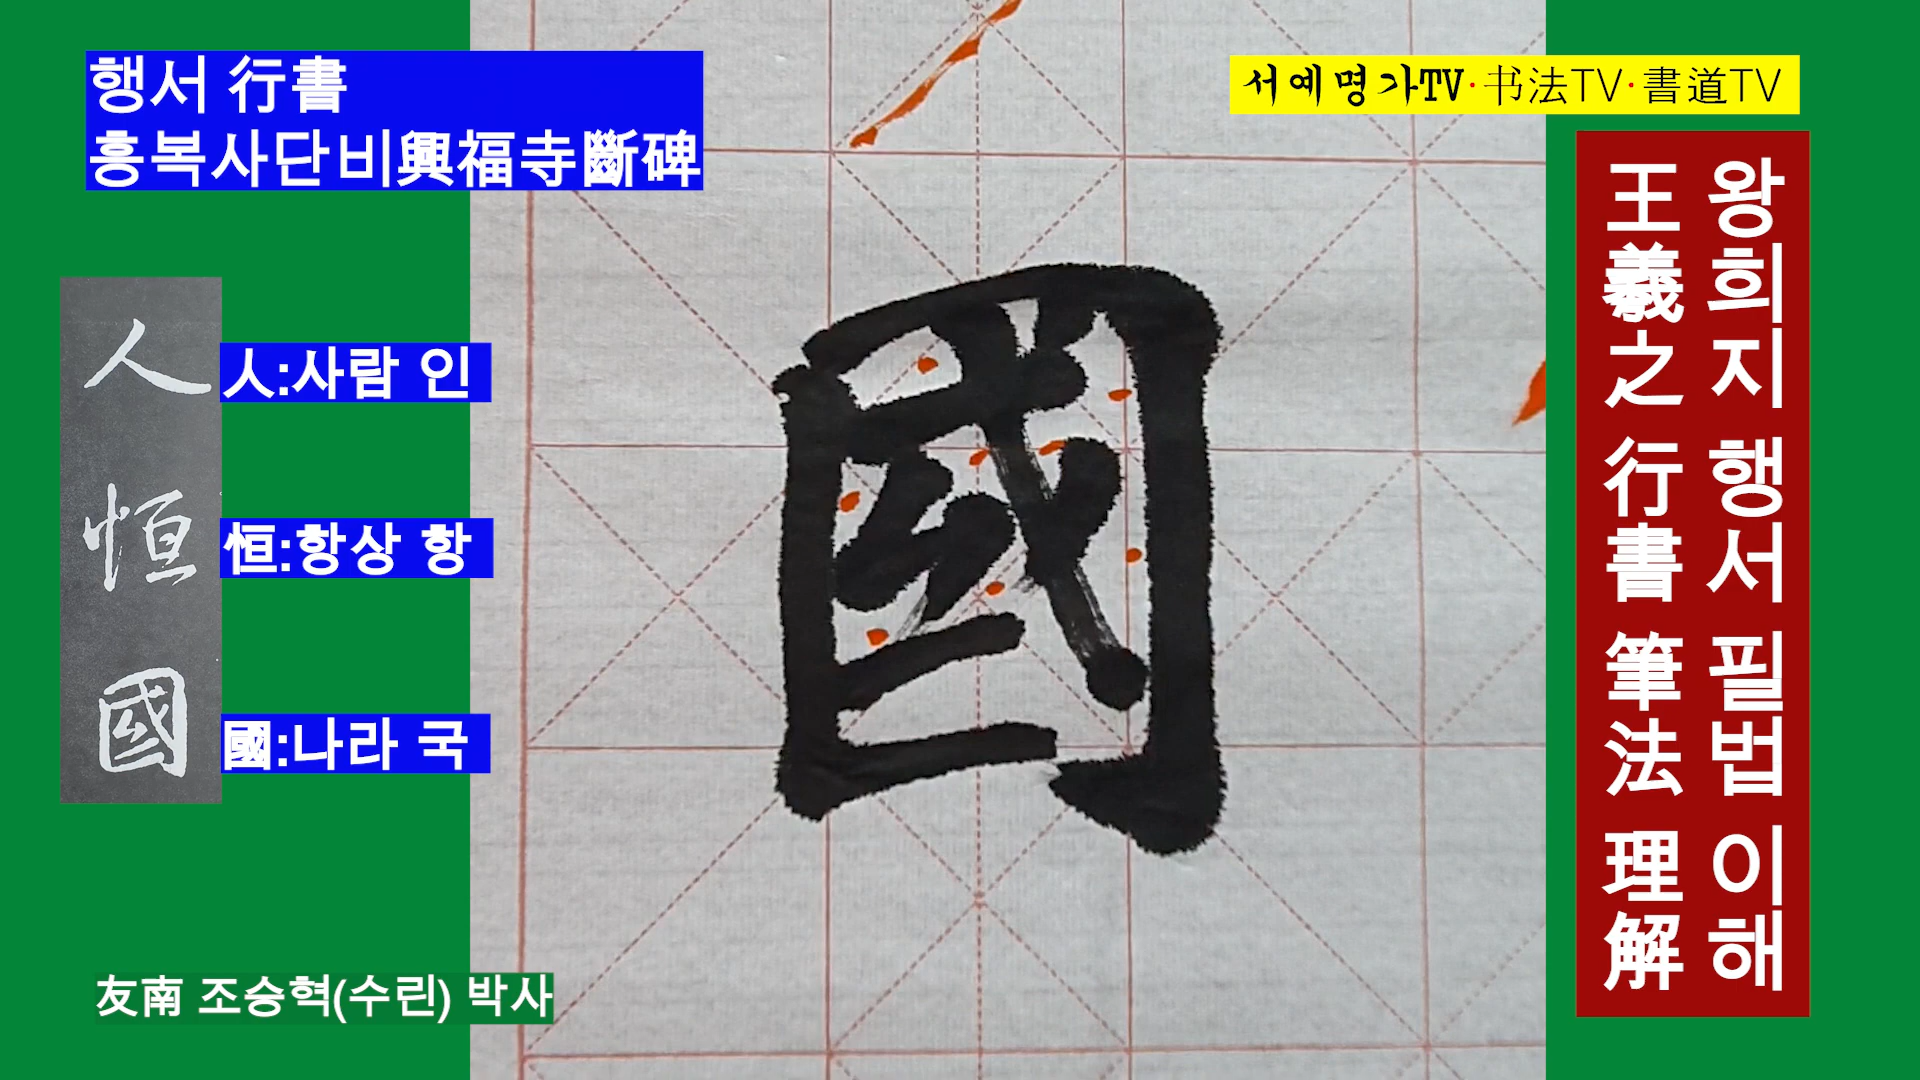 행서 行書
흥복사단비興福寺斷碑
서예명가TV·书法TV·書道TV
왕희지 행서 필법 이해
王羲之 行書 筆法 理解
人
恒
國
人:사람 인
恒:항상 항
國:나라 국
國
友南 조승혁(수린) 박사